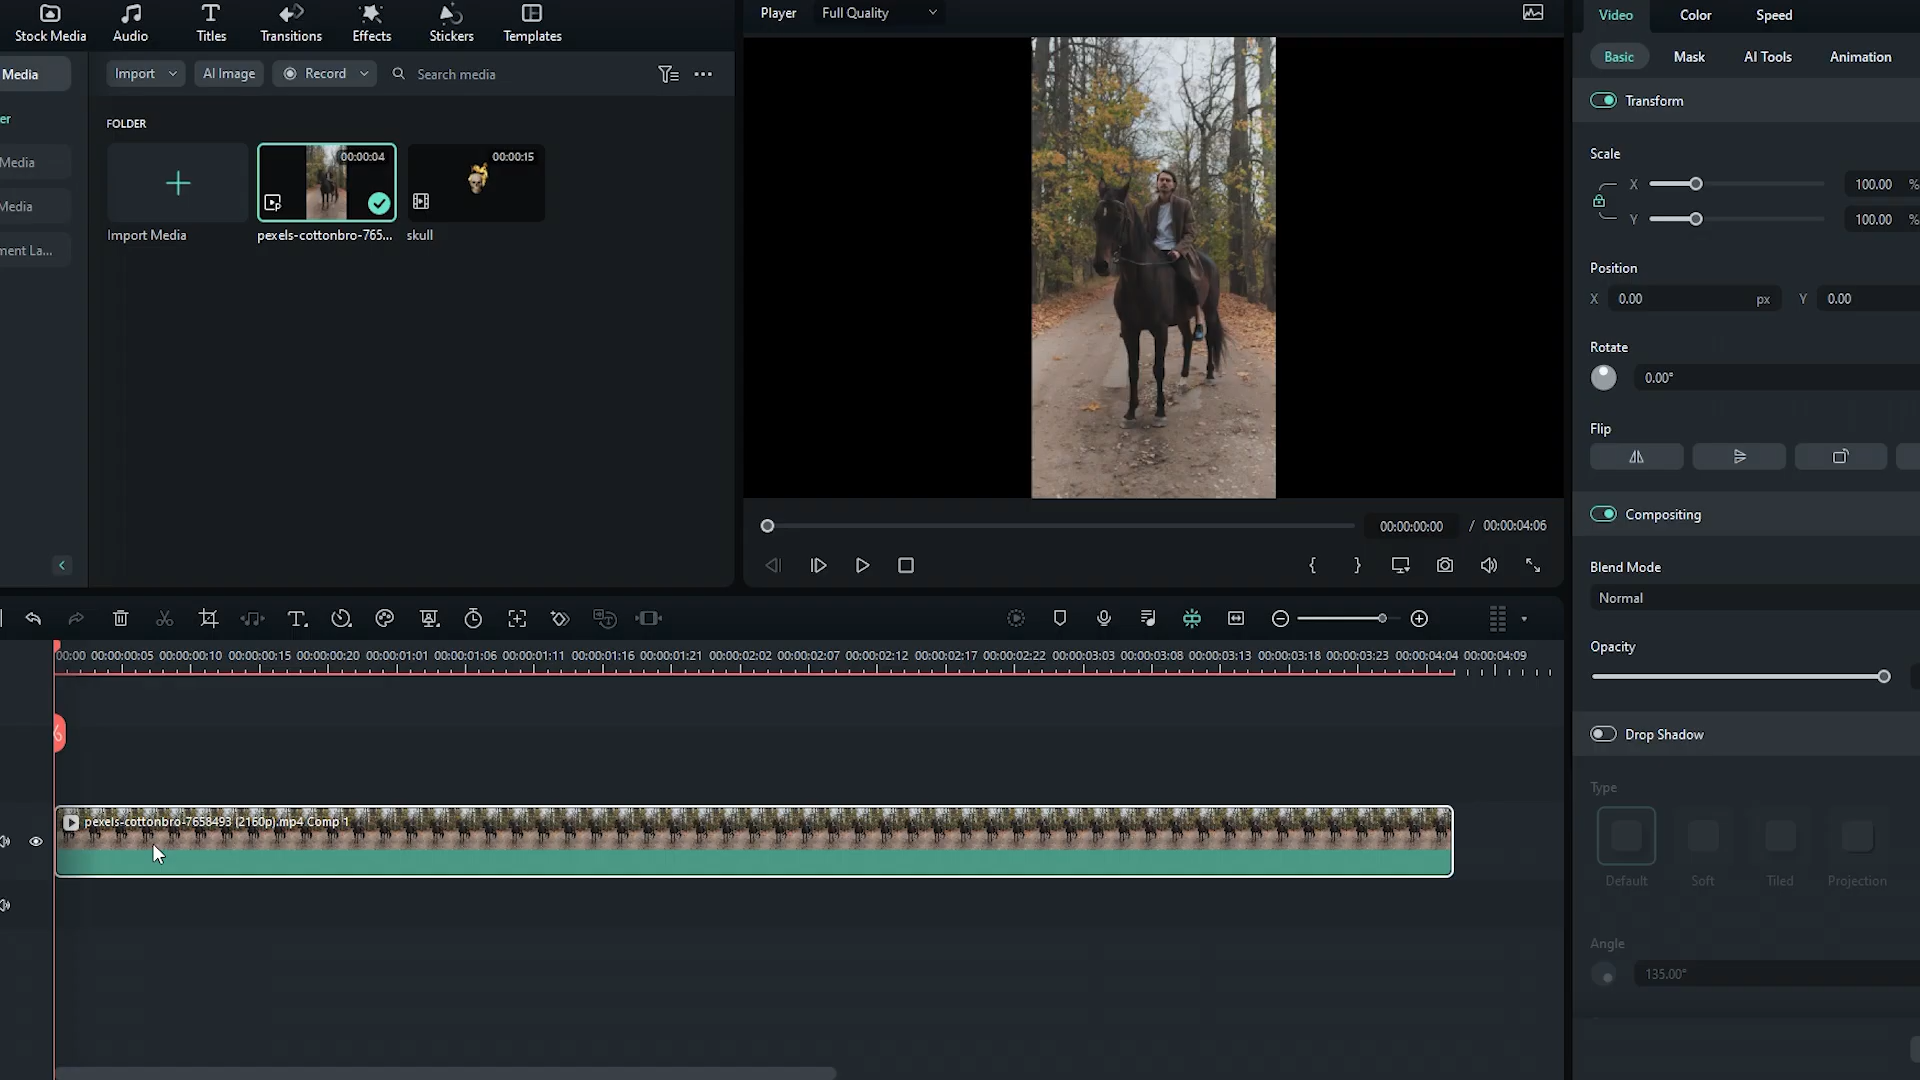 Player
Full Quality
Video
Color
Speed
Stock Media
Audio
Titles
Transitions
Effects
Stickers
Templates
Media
Import
AI Image
Record
Search media
Basic
Mask
AI Tools
Animation
Transform
er
FOLDER
Media
00:00:04
00:00:15
Scale
X
100.00
%
Media
Y
100.00
%
Import Media
pexels-cottonbro-765...
skull
ment La...
Position
X
0.00
px
Y
0.00
Rotate
0.00°
Flip
Compositing
00:00:00:00
/ 00:00:04:06
Blend Mode
Normal
Opacity
00:00 00:00:00:05 00:00:00:10 00:00:00:15 00:00:00:20 00:00:01:01 00:00:01:06 00:00:01:11 00:00:01:16 00:00:01:21 00:00:02:02 00:00:02:07 00:00:02:12 00:00:02:17 00:00:02:22 00:00:03:03 00:00:03:08 00:00:03:13 00:00:03:18 00:00:03:23 00:00:04:04 00:00:04:09
Drop Shadow
Type
pexels-cottonbro-7658493 (2160p).mp4 Comp 1
Default
Soft
Tiled
Projection
Angle
135.00°